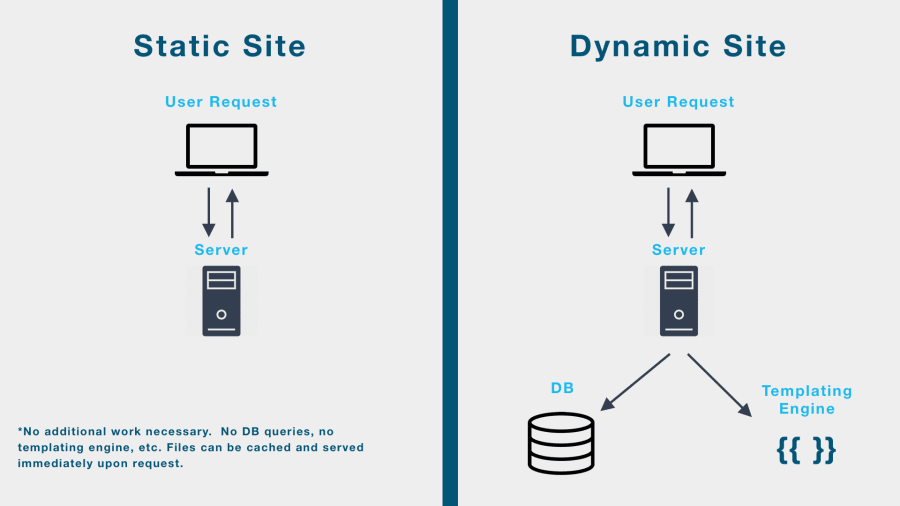 Static Site
User Request
Server
*No additional work necessary.  No DB queries, no
templating engine, etc. Files can be cached and served
immediately upon request.
Dynamic Site
User Request
Server
DB
Templating
Engine
{{ }}